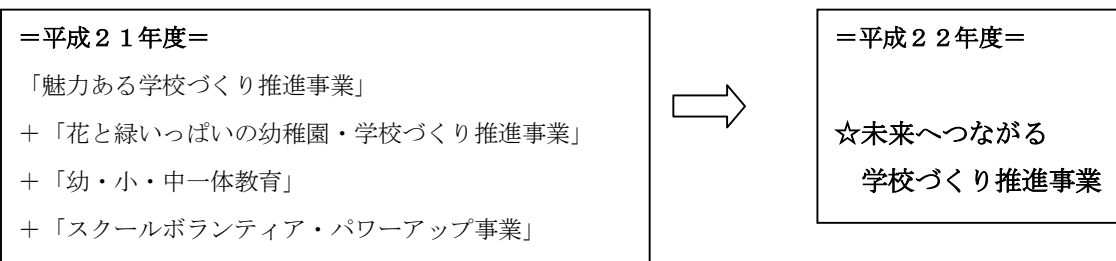 ＝平成２１年度＝
「魅力ある学校づくり推進事業」
＋「花と緑いっぱいの幼稚園・学校づくり推進事業」
＋「幼・小・中一体教育」
＋「スクールボランティア・パワーアップ事業」
＝平成２２年度＝
☆未来へつながる
学校づくり推進事業